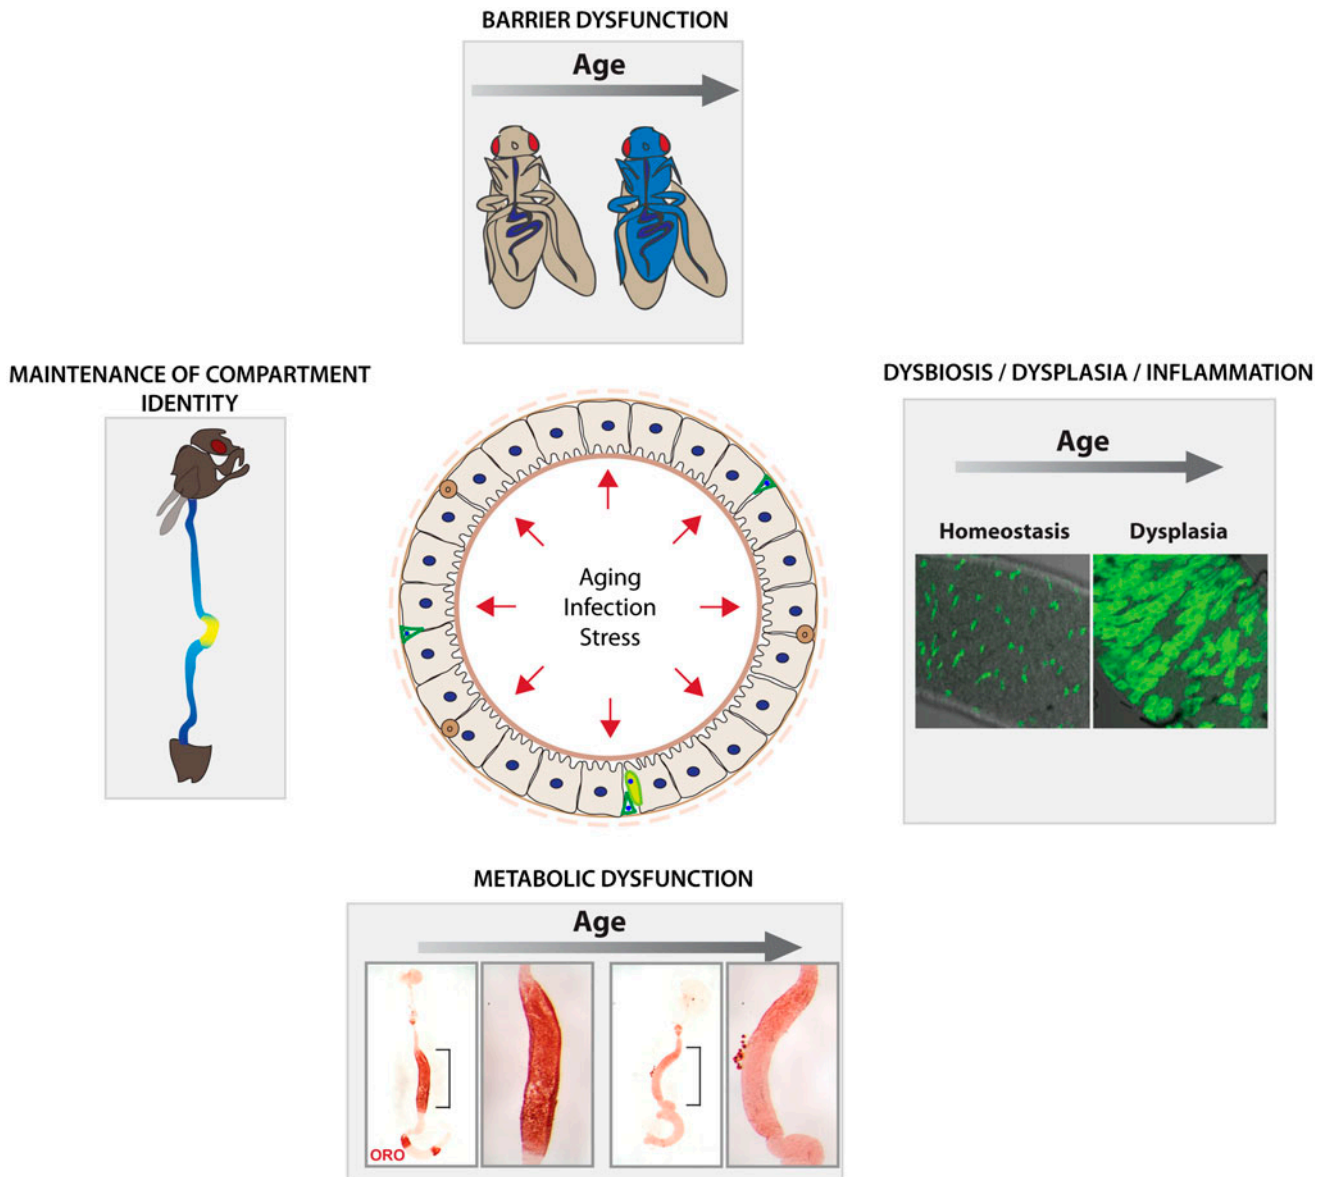 BARRIER DYSFUNCTION
Age
MAINTENANCE OF COMPARTMENT
IDENTITY
Aging
Infection
Stress
DYSBIOSIS / DYSPLASIA / INFLAMMATION
Age
Homeostasis
Dysplasia
METABOLIC DYSFUNCTION
Age
ORO